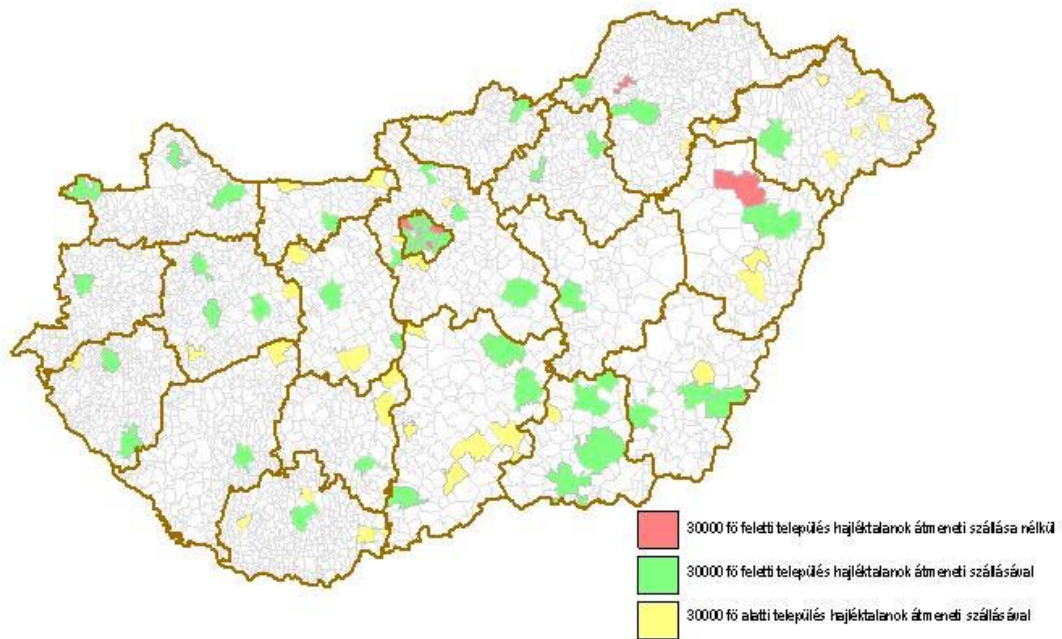 30000 fő feletti település hajléktalanok átmeneti szállása nélkül
30000 fő feletti település hajléktalanok átmeneti szállásával
30000 fő alatti település hajléktalanok átmeneti szállásával